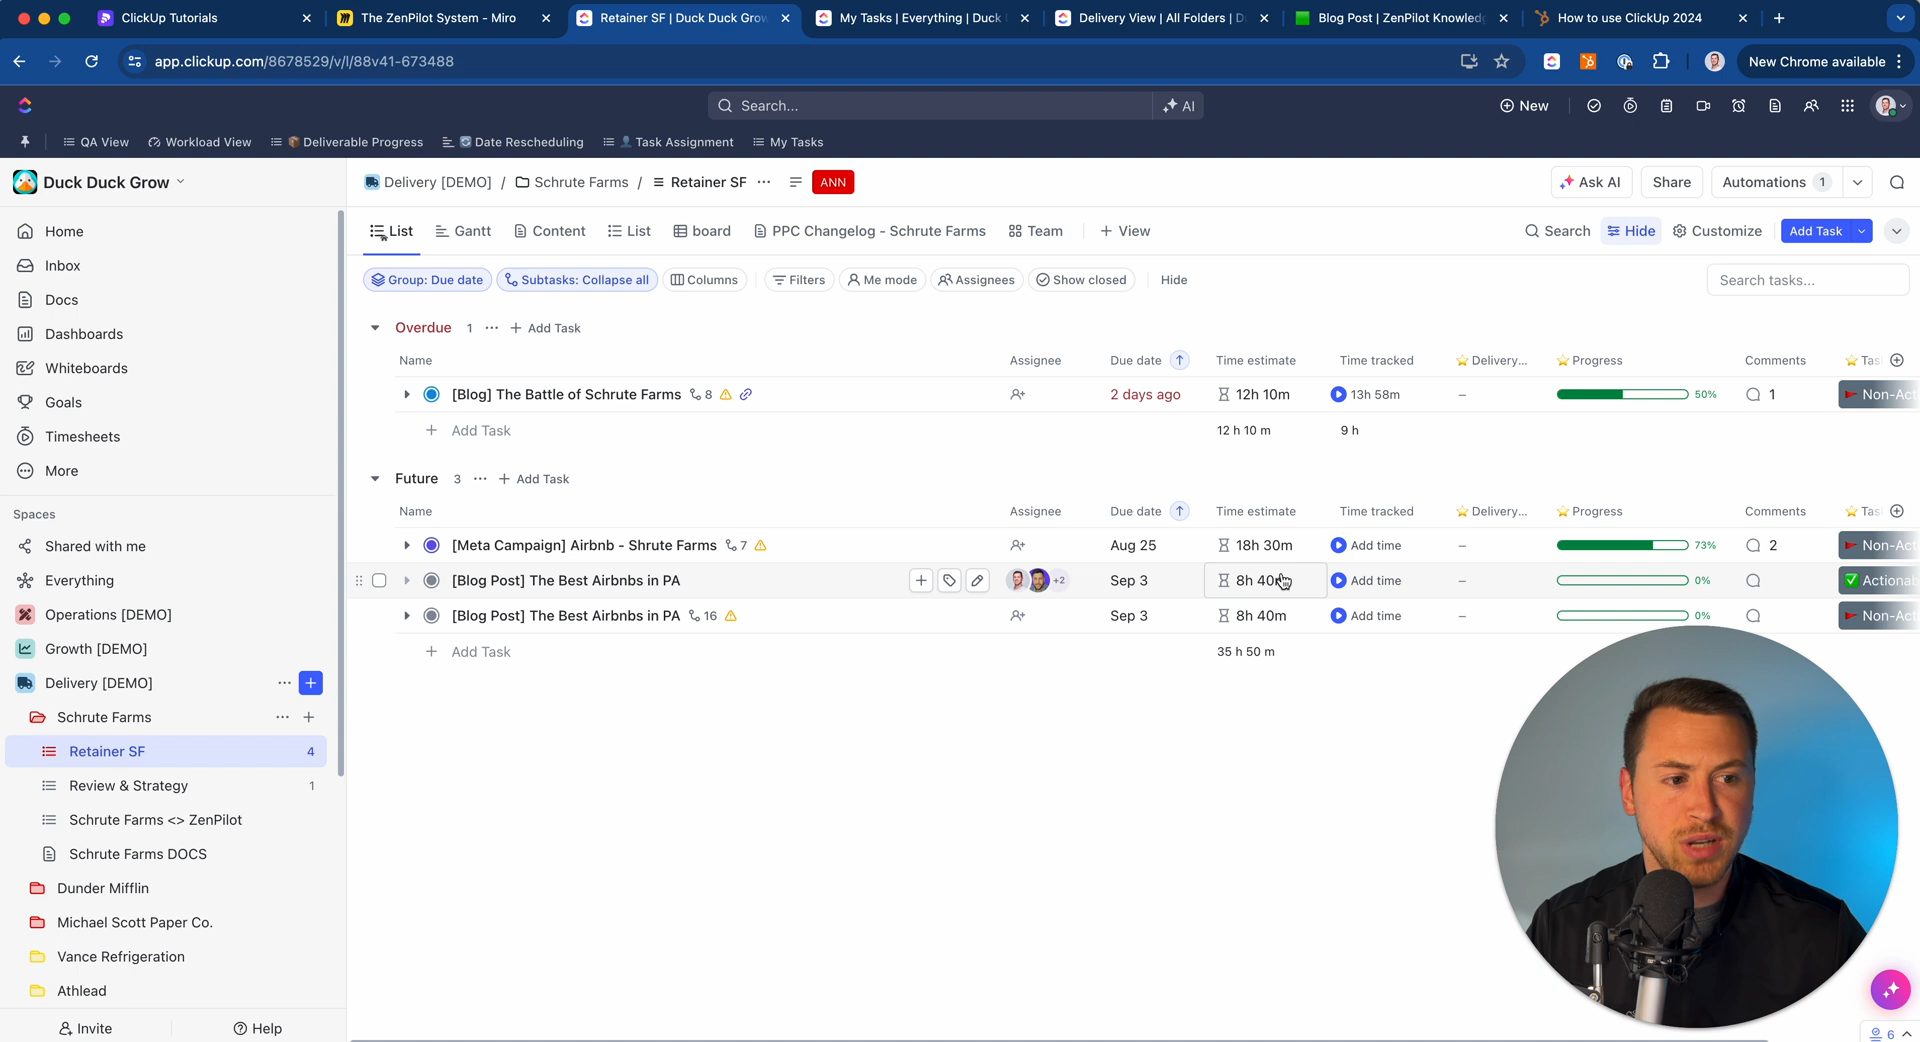 ClickUp Tutorials
The ZenPilot System - Miro
Retainer SF | Duck Duck Grow
My Tasks | Everything | Duck
Delivery View | All Folders | D
Blog Post | ZenPilot Knowledg
How to use ClickUp 2024
app.clickup.com/8678529/v/l/88v41-673488
New Chrome available
Search...
AI
New
QA View
Workload View
Deliverable Progress
Date Rescheduling
Task Assignment
My Tasks
Duck Duck Grow
Delivery [DEMO] / Schrute Farms / Retainer SF
ANN
Ask AI
Share
Automations 1
Home
Inbox
Docs
Dashboards
Whiteboards
Goals
Timesheets
More
Spaces
Shared with me
Everything
Operations [DEMO]
Growth [DEMO]
Delivery [DEMO]
Schrute Farms
Retainer SF 4
Review & Strategy 1
Schrute Farms <> ZenPilot
Schrute Farms DOCS
Dunder Mifflin
Michael Scott Paper Co.
Vance Refrigeration
Athlead
Invite
Help
List
Gantt
Content
List
board
PPC Changelog - Schrute Farms
Team
+ View
Search
Hide
Customize
Add Task
Group: Due date
Subtasks: Collapse all
Columns
Filters
Me mode
Assignees
Show closed
Hide
Search tasks...
Overdue 1 ... + Add Task
Name Assignee Due date Time estimate Time tracked Delivery... Progress Comments Tas
[Blog] The Battle of Schrute Farms 8 2 days ago 12h 10m 13h 58m – 50% 1 Non-Act
+ Add Task 12 h 10 m 9 h
Future 3 ... + Add Task
Name Assignee Due date Time estimate Time tracked Delivery... Progress Comments Tas
[Meta Campaign] Airbnb - Shrute Farms 7 Aug 25 18h 30m Add time – 73% 2 Non-Act
[Blog Post] The Best Airbnbs in PA +2 Sep 3 8h 40m Add time – 0% Actionab
[Blog Post] The Best Airbnbs in PA 16 Sep 3 8h 40m Add time – 0% Non-Act
+ Add Task 35 h 50 m
6